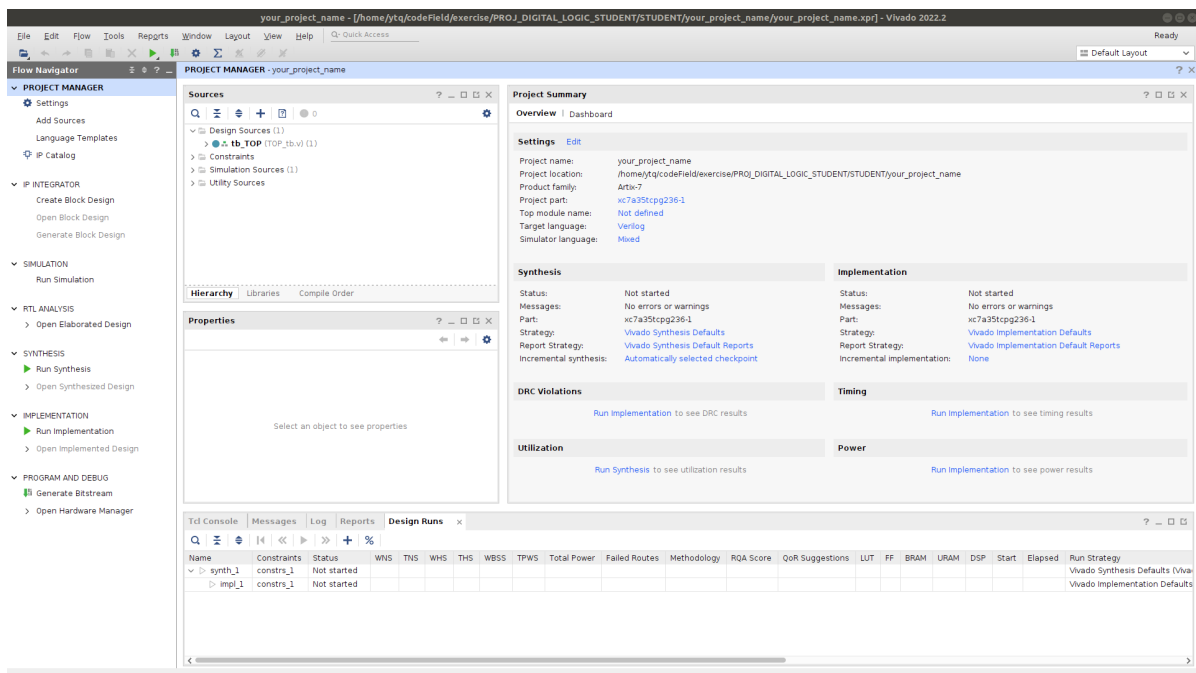 your_project_name - [/home/ytq/codeField/exercise/PROJ_DIGITAL_LOGIC_STUDENT/STUDENT/your_project_name/your_project_name.xpr] - Vivado 2022.2
File Edit Flow Tools Reports Window Layout View Help Q- Quick Access Ready
Default Layout
Flow Navigator
PROJECT MANAGER
Settings
Add Sources
Language Templates
IP Catalog
IP INTEGRATOR
Create Block Design
Open Block Design
Generate Block Design
SIMULATION
Run Simulation
RTL ANALYSIS
Open Elaborated Design
SYNTHESIS
Run Synthesis
Open Synthesized Design
IMPLEMENTATION
Run Implementation
Open Implemented Design
PROGRAM AND DEBUG
Generate Bitstream
Open Hardware Manager
PROJECT MANAGER - your_project_name
Sources
0
Design Sources (1)
tb_TOP (TOP_tb.v) (1)
Constraints
Simulation Sources (1)
Utility Sources
Hierarchy Libraries Compile Order
Properties
Select an object to see properties
Project Summary
Overview | Dashboard
Settings Edit
Project name: your_project_name
Project location: /home/ytq/codeField/exercise/PROJ_DIGITAL_LOGIC_STUDENT/STUDENT/your_project_name
Product family: Artix-7
Project part: xc7a35tcpg236-1
Top module name: Not defined
Target language: Verilog
Simulator language: Mixed
Synthesis
Status: Not started
Messages: No errors or warnings
Part: xc7a35tcpg236-1
Strategy: Vivado Synthesis Defaults
Report Strategy: Vivado Synthesis Default Reports
Incremental synthesis: Automatically selected checkpoint
Implementation
Status: Not started
Messages: No errors or warnings
Part: xc7a35tcpg236-1
Strategy: Vivado Implementation Defaults
Report Strategy: Vivado Implementation Default Reports
Incremental implementation: None
DRC Violations
Run Implementation to see DRC results
Timing
Run Implementation to see timing results
Utilization
Run Synthesis to see utilization results
Power
Run Implementation to see power results
Tcl Console Messages Log Reports Design Runs
Name Constraints Status WNS TNS WHS THS WBSS TPWS Total Power Failed Routes Methodology RQA Score QoR Suggestions LUT FF BRAM URAM DSP Start Elapsed Run Strategy
synth_1 constrs_1 Not started Vivado Synthesis Defaults (Viva
impl_1 constrs_1 Not started Vivado Implementation Defaults